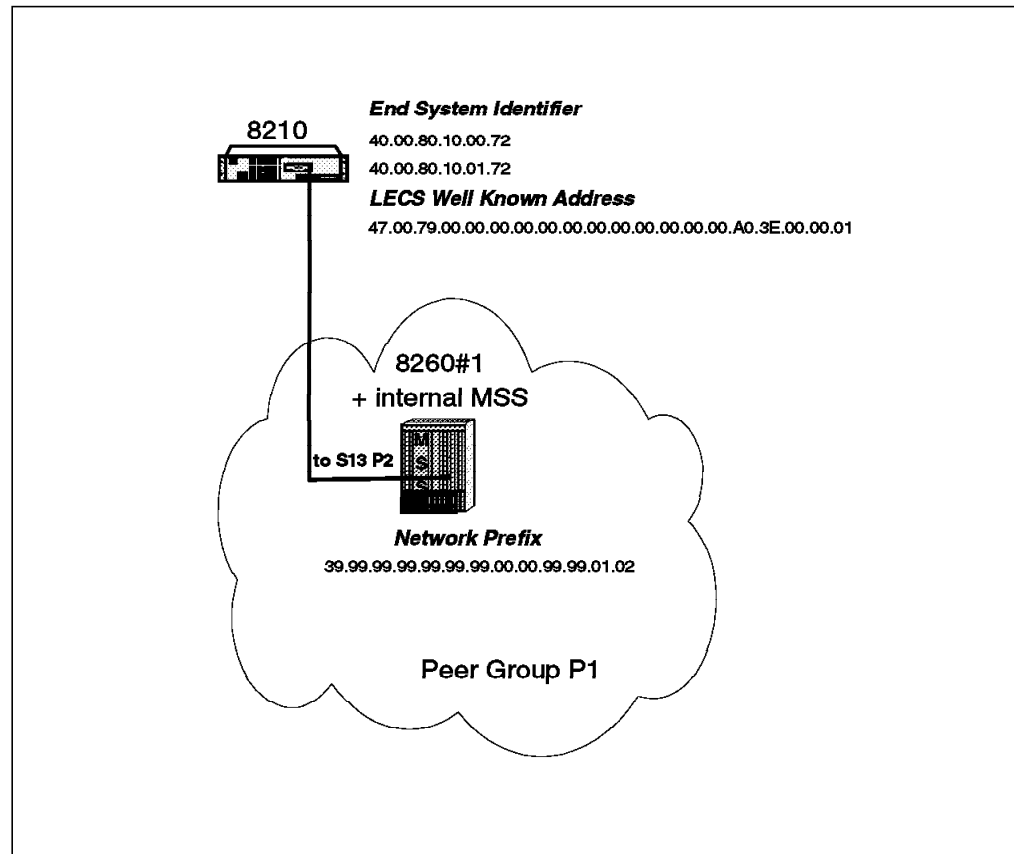 8210
End System Identifier
40.00.80.10.00.72
40.00.80.10.01.72
LECS Well Known Address
47.00.79.00.00.00.00.00.00.00.00.00.00.00.00.A0.3E.00.00.01
8260#1
+ internal MSS
M
S
S
to S13 P2
Network Prefix
39.99.99.99.99.99.99.00.00.99.99.01.02
Peer Group P1